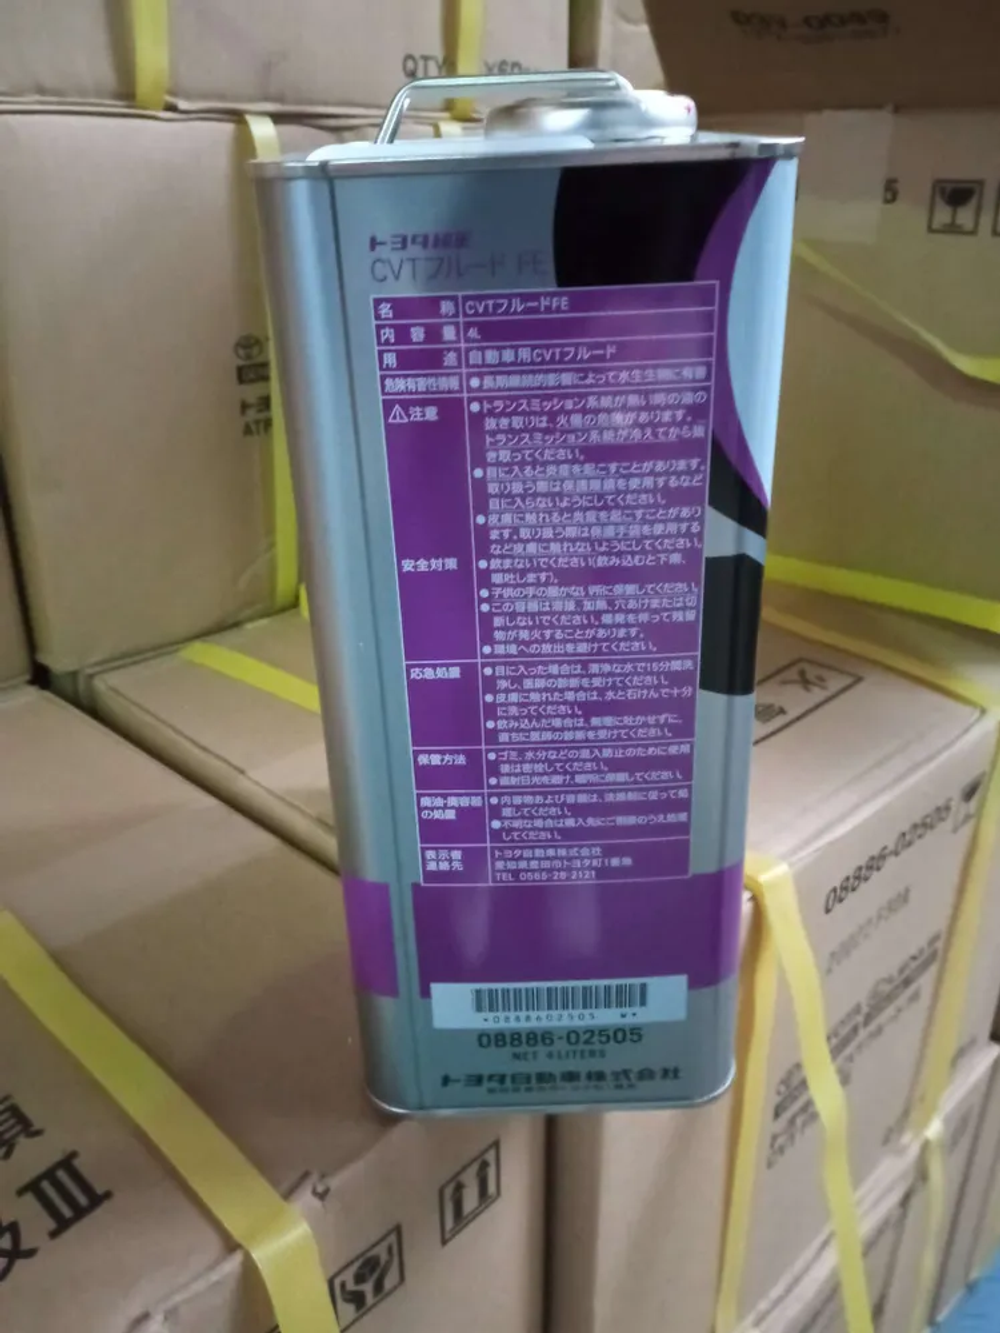 QTY
トヨタ純正
CVTフルード FE
名 称 CVTフルードFE
内 容 量 4L
用 途 自動車用CVTフルード
危険有害性情報 ●長期継続的影響によって水生生物に有害
⚠注意
安全対策
●トランスミッション系統が熱い時の油の
抜き取りは、火傷の危険があります。
トランスミッション系統が冷えてから抜
き取ってください。
●目に入ると炎症を起こすことがあります。
取り扱う際は保護眼鏡を使用するなど
目に入らないようにしてください。
●皮膚に触れると炎症を起こすことがあり
ます。取り扱う際は保護手袋を使用する
など皮膚に触れないようにしてください。
●飲まないでください(飲み込むと下痢、
嘔吐します)。
●子供の手の届かない所に保管してください。
●この容器は溶接、加熱、穴あけまたは切
断しないでください。爆発を伴って残留
物が発火することがあります。
●環境への放出を避けてください。
応急処置
●目に入った場合は、清浄な水で15分間洗
浄し、医師の診断を受けてください。
●皮膚に触れた場合は、水と石けんで十分
に洗ってください。
●飲み込んだ場合は、無理に吐かせずに、
直ちに医師の診断を受けてください。
保管方法
●ゴミ、水分などの混入防止のために使用
後は密栓してください。
●直射日光を避け、場所に保管してください。
廃油・廃容器
の処置
●内容物および容器は、法規制に従って処
理してください。
●不明な場合は購入先にご相談のうえ処理
してください。
表示者
連絡先
トヨタ自動車株式会社
愛知県豊田市トヨタ町1番地
TEL 0565-28-2121
08886-02505
NET 4 LITERS
トヨタ自動車株式会社
08886-02505